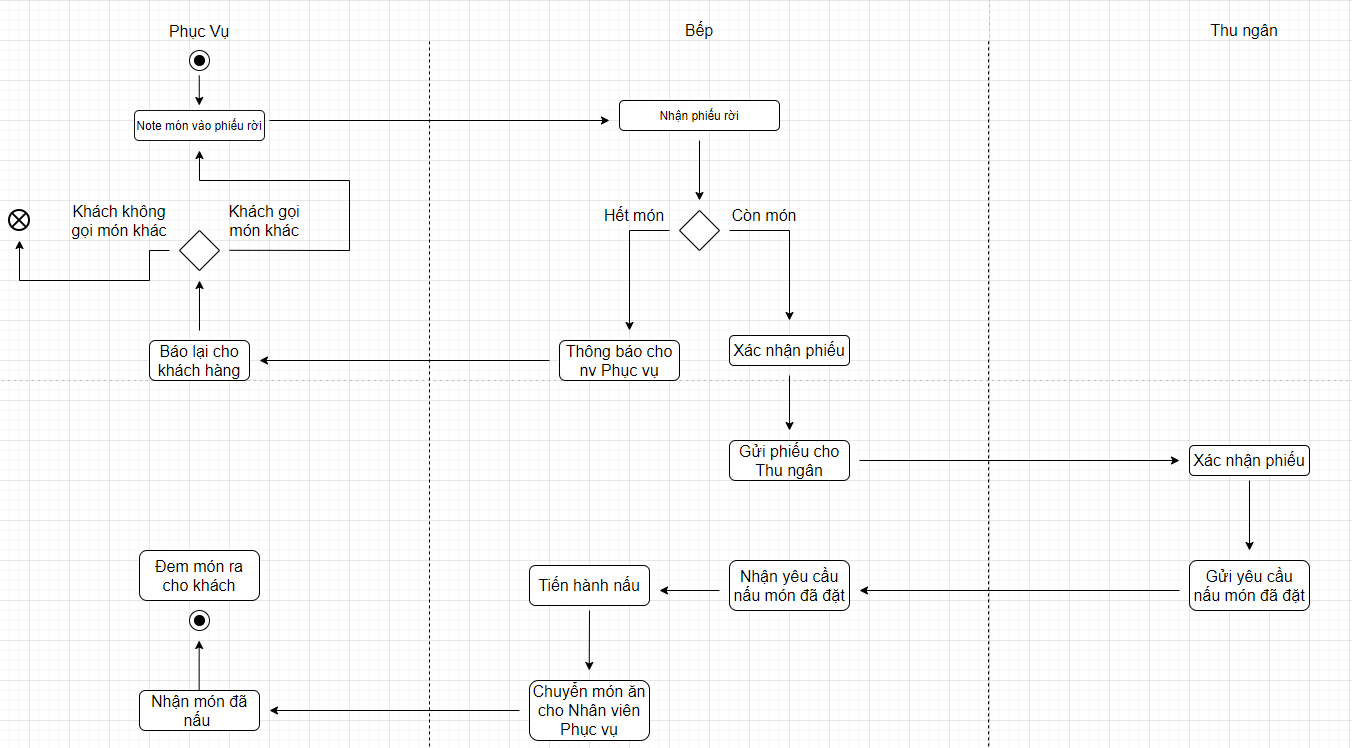 Phục Vụ
Bếp
Thu ngân
Note món vào phiếu rời
Nhận phiếu rời
Khách không
gọi món khác
Khách gọi
món khác
Hết món
Còn món
Báo lại cho
khách hàng
Thông báo cho
nv Phục vụ
Xác nhận phiếu
Gửi phiếu cho
Thu ngân
Xác nhận phiếu
Đem món ra
cho khách
Tiến hành nấu
Nhận yêu cầu
nấu món đã đặt
Gửi yêu cầu
nấu món đã đặt
Nhận món đã
nấu
Chuyển món ăn
cho Nhân viên
Phục vụ